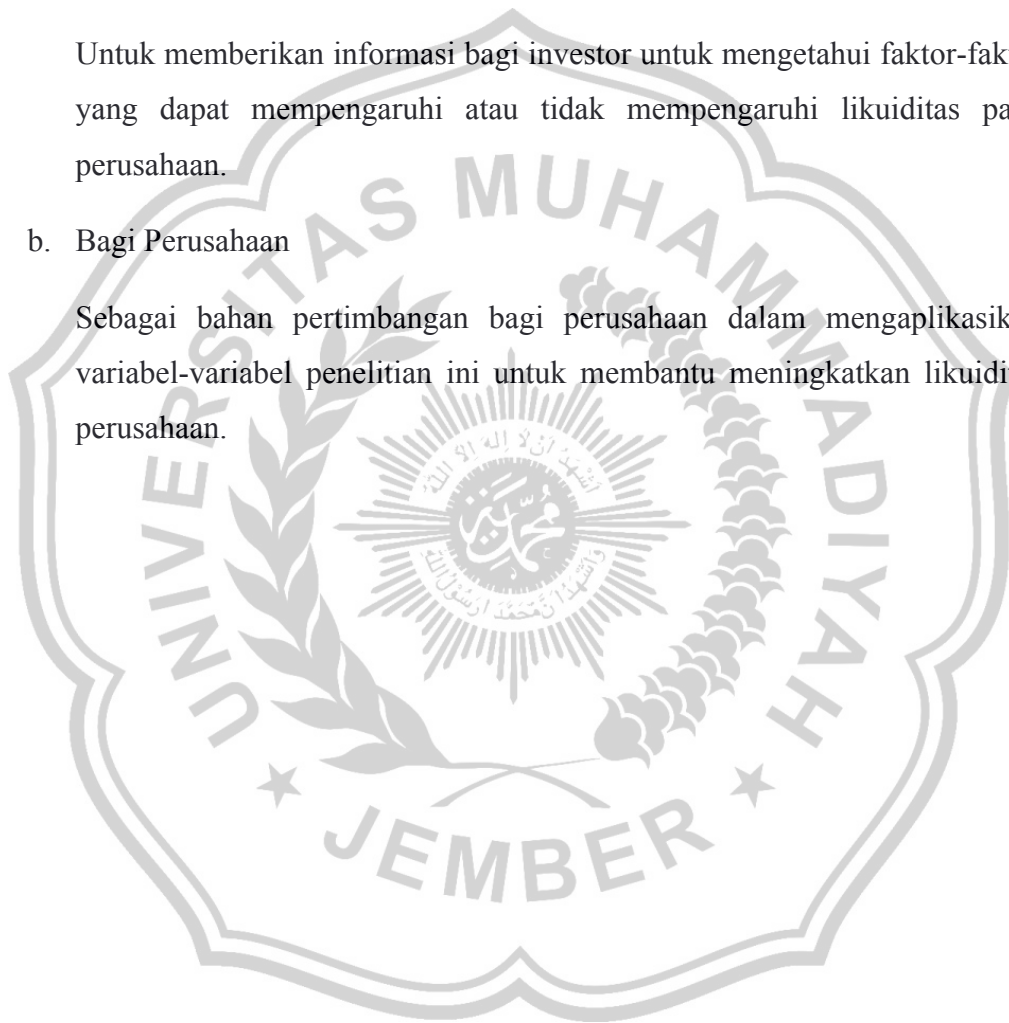 Untuk memberikan informasi bagi investor untuk mengetahui faktor-fak
yang dapat mempengaruhi atau tidak mempengaruhi likuiditas pa
perusahaan.
b. Bagi Perusahaan
Sebagai bahan pertimbangan bagi perusahaan dalam mengaplikasik
variabel-variabel penelitian ini untuk membantu meningkatkan likuidi
perusahaan.
UNIVERSITAS MUHAMMADIYAH
JEMBER